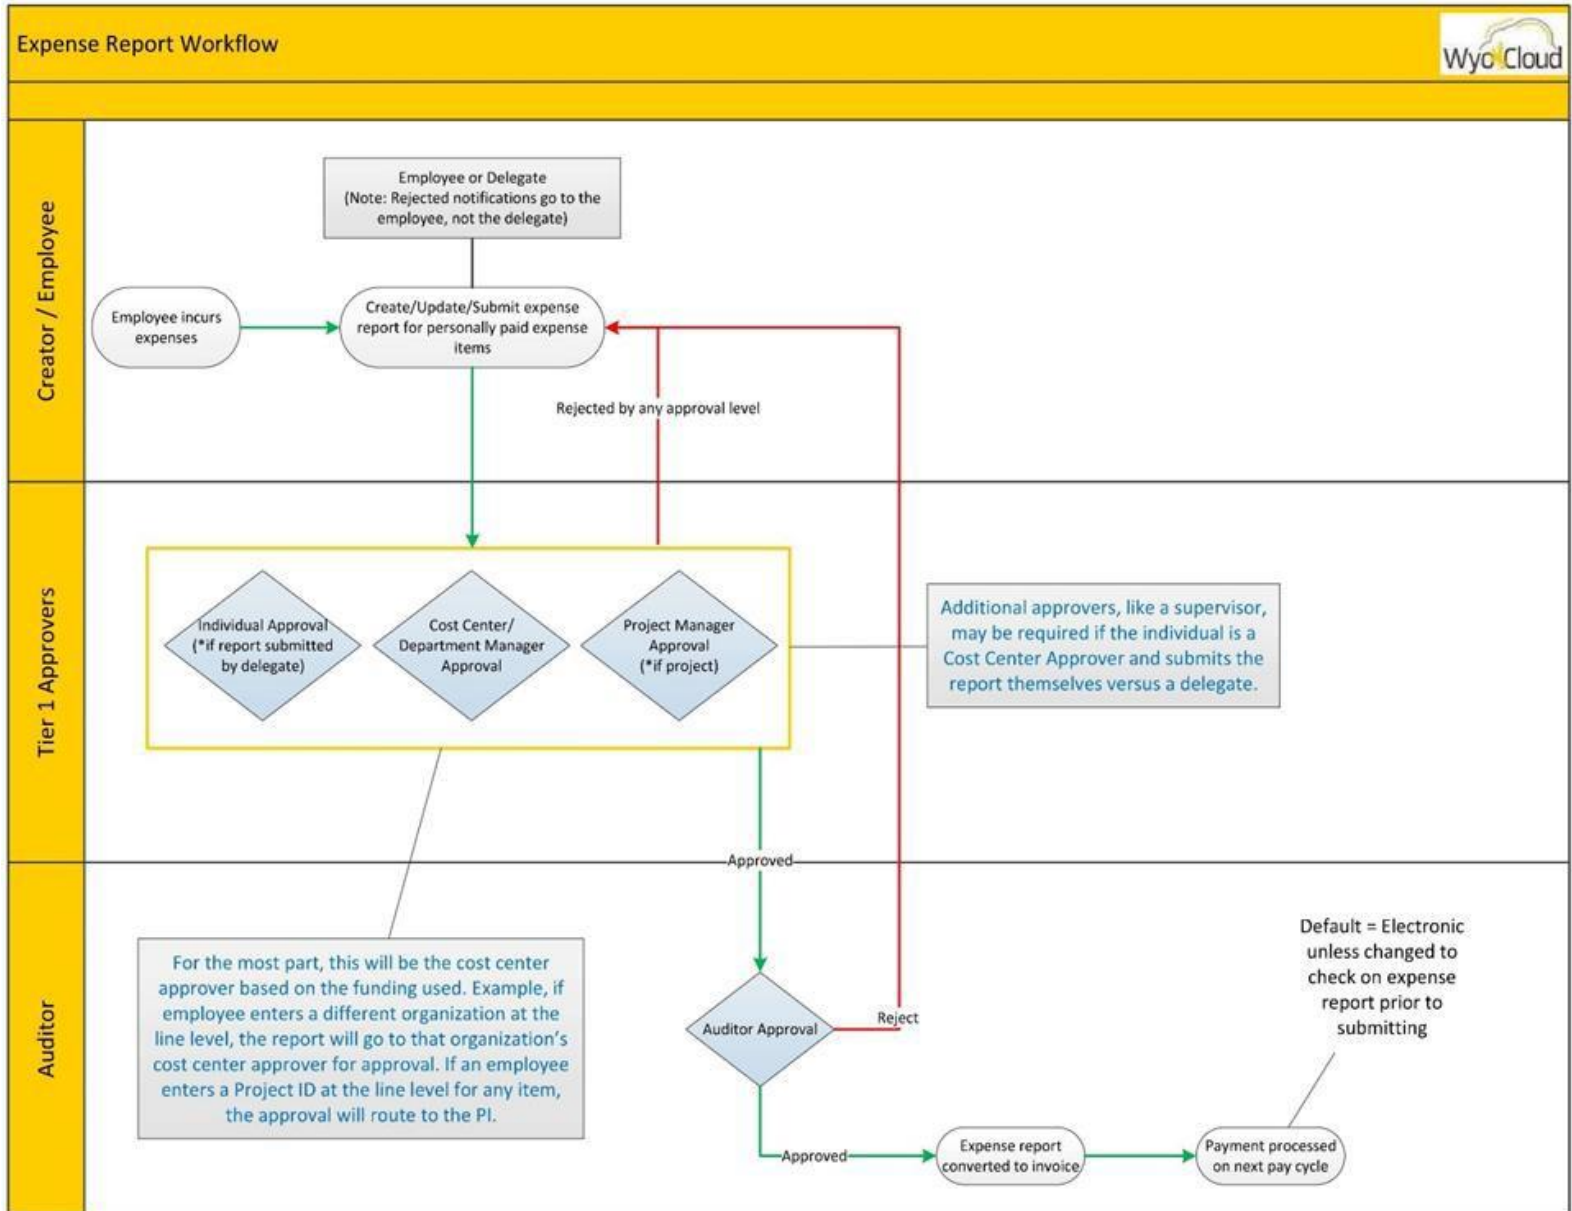 Expense Report Workflow
WyoCloud
Creator / Employee
Employee or Delegate
(Note: Rejected notifications go to the
employee, not the delegate)
Employee incurs
expenses
Create/Update/Submit expense
report for personally paid expense
items
Rejected by any approval level
Tier 1 Approvers
Individual Approval
(*if report submitted
by delegate)
Cost Center/
Department Manager
Approval
Project Manager
Approval
(*if project)
Additional approvers, like a supervisor,
may be required if the individual is a
Cost Center Approver and submits the
report themselves versus a delegate.
Approved
Auditor
For the most part, this will be the cost center
approver based on the funding used. Example, if
employee enters a different organization at the
line level, the report will go to that organization’s
cost center approver for approval. If an employee
enters a Project ID at the line level for any item,
the approval will route to the PI.
Auditor Approval
Reject
Default = Electronic
unless changed to
check on expense
report prior to
submitting
Approved
Expense report
converted to invoice
Payment processed
on next pay cycle